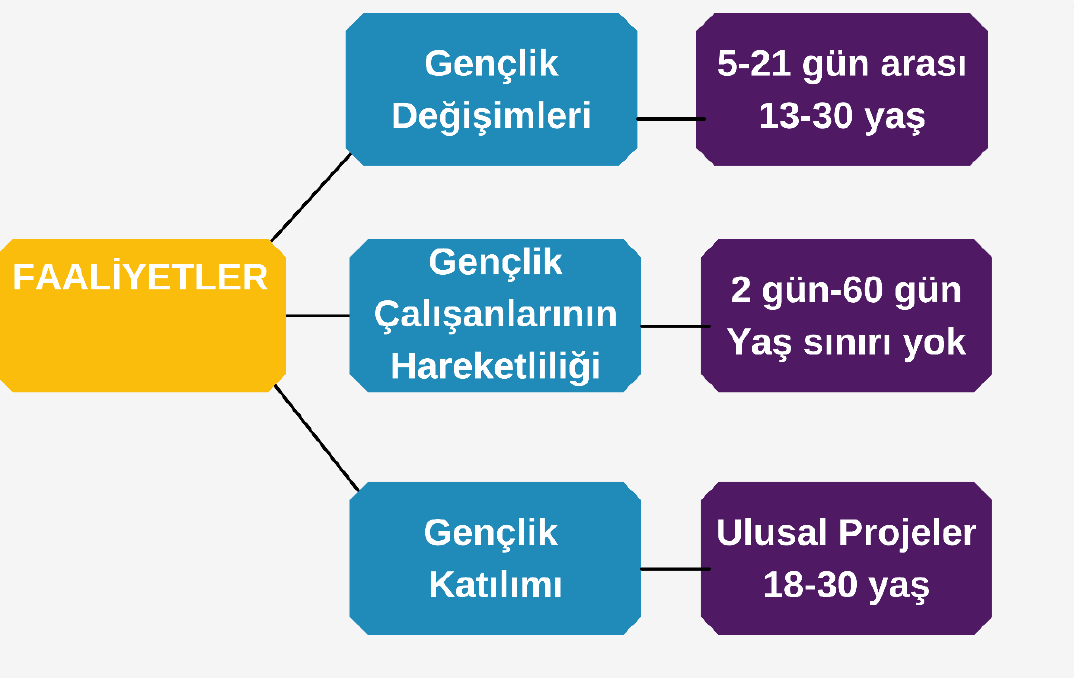 FAALİYETLER
Gençlik
Değişimleri
5-21 gün arası
13-30 yaş
Gençlik
Çalışanlarının
Hareketliliği
2 gün-60 gün
Yaş sınırı yok
Gençlik
Katılımı
Ulusal Projeler
18-30 yaş